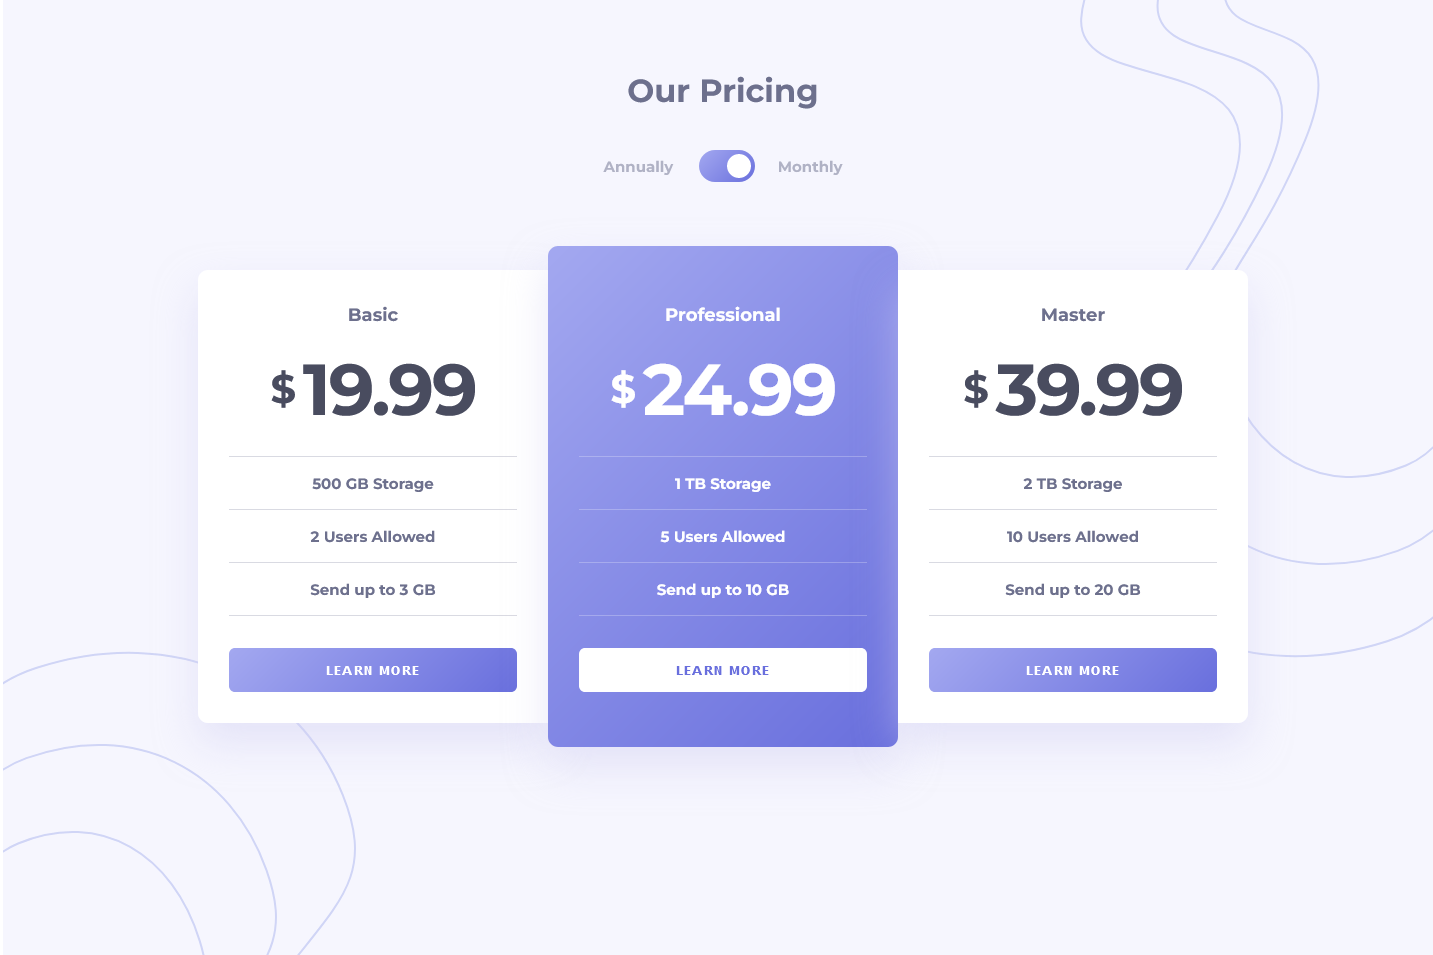 Our Pricing
Annually
Monthly
Basic
$19.99
500 GB Storage
2 Users Allowed
Send up to 3 GB
LEARN MORE
Professional
$24.99
1 TB Storage
5 Users Allowed
Send up to 10 GB
LEARN MORE
Master
$39.99
2 TB Storage
10 Users Allowed
Send up to 20 GB
LEARN MORE